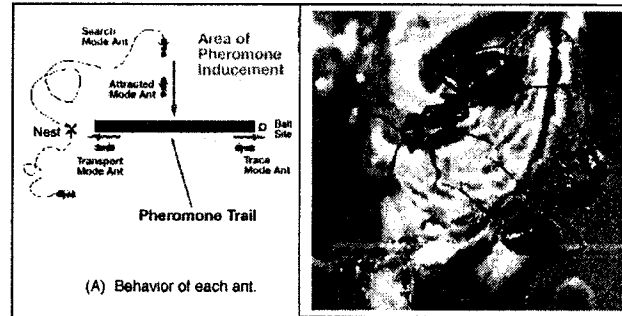 Search
Mode Ant
Area of
Pheromone
Inducement
Attracted
Mode Ant
Nest
Bait
Site
Transport
Mode Ant
Trace
Mode Ant
Pheromone Trail
(A) Behavior of each ant.